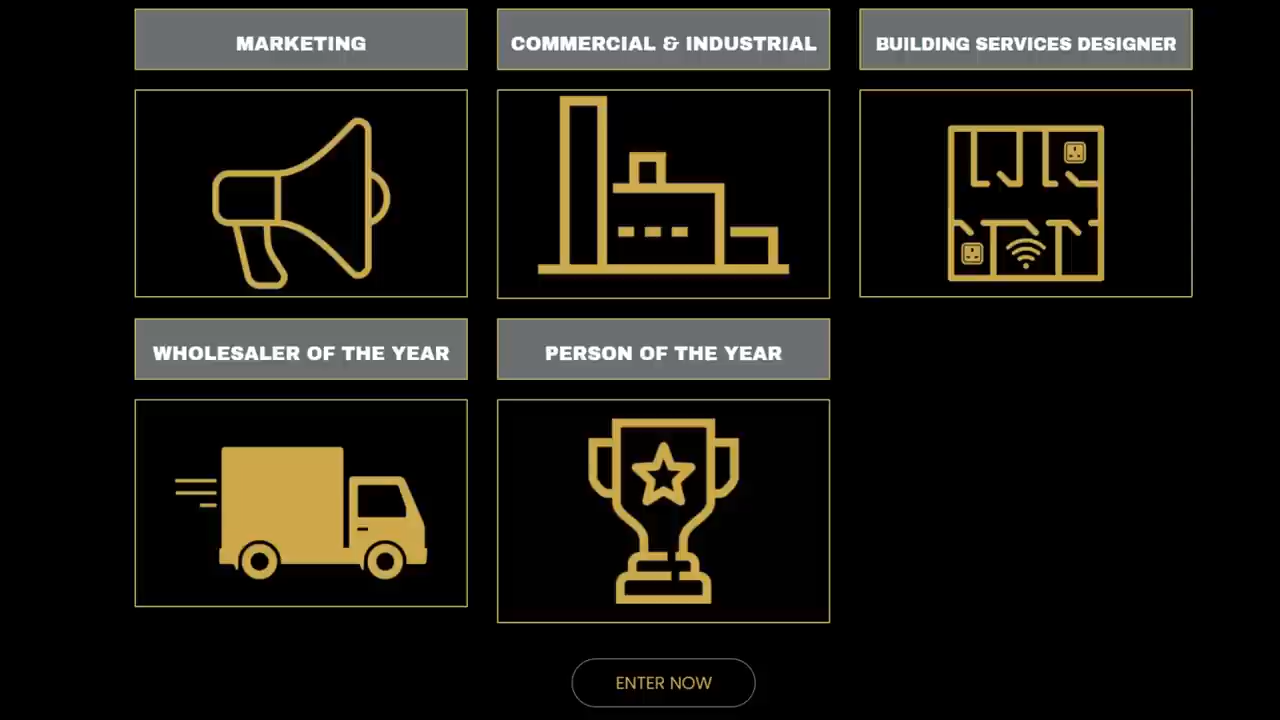 MARKETING
COMMERCIAL & INDUSTRIAL
BUILDING SERVICES DESIGNER
WHOLESALER OF THE YEAR
PERSON OF THE YEAR
ENTER NOW